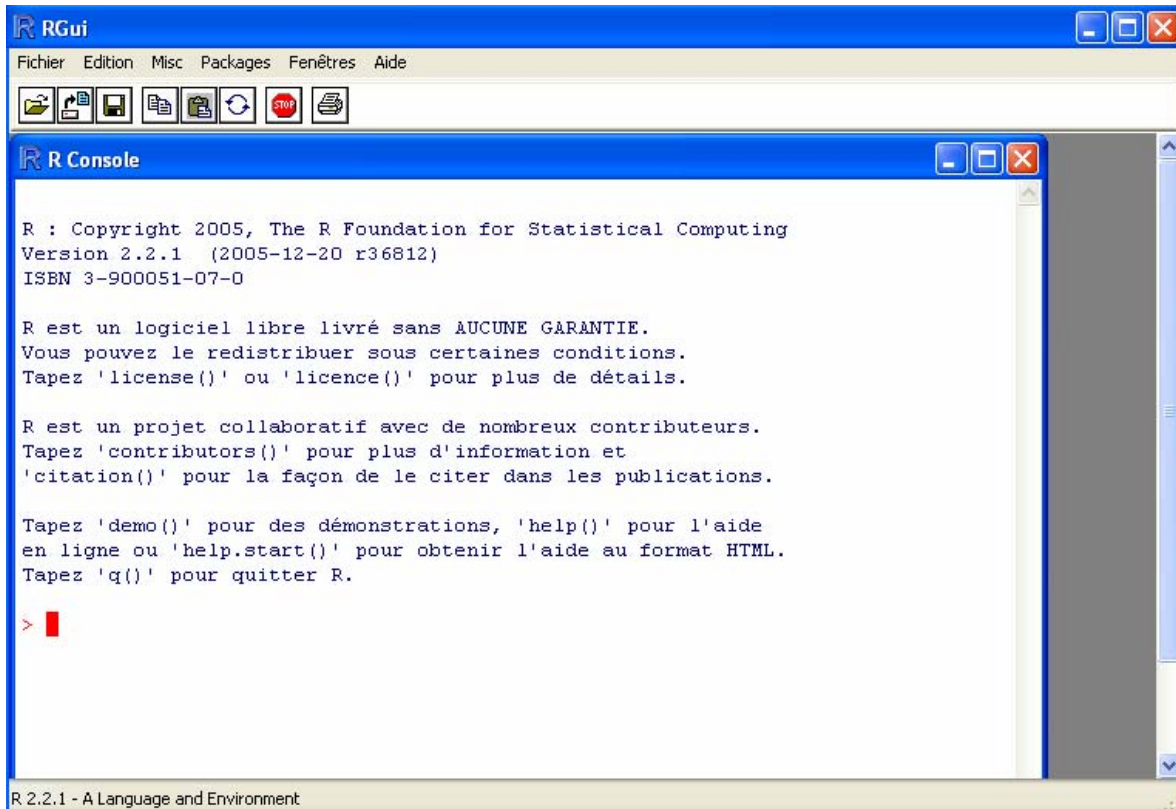 RGui
Fichier Edition Misc Packages Fenêtres Aide
STOP
R Console
R : Copyright 2005, The R Foundation for Statistical Computing
Version 2.2.1  (2005-12-20 r36812)
ISBN 3-900051-07-0
R est un logiciel libre livré sans AUCUNE GARANTIE.
Vous pouvez le redistribuer sous certaines conditions.
Tapez 'license()' ou 'licence()' pour plus de détails.
R est un projet collaboratif avec de nombreux contributeurs.
Tapez 'contributors()' pour plus d'information et
'citation()' pour la façon de le citer dans les publications.
Tapez 'demo()' pour des démonstrations, 'help()' pour l'aide
en ligne ou 'help.start()' pour obtenir l'aide au format HTML.
Tapez 'q()' pour quitter R.
>
R 2.2.1 - A Language and Environment